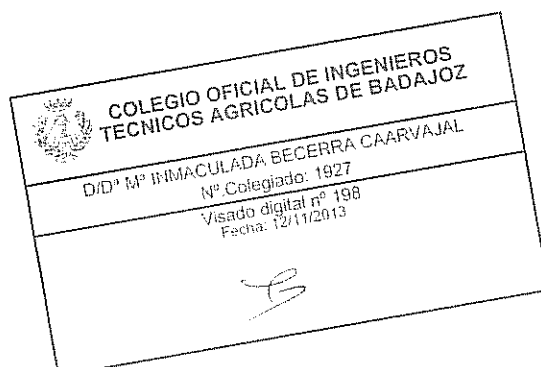 COLEGIO OFICIAL DE INGENIEROS
TECNICOS AGRICOLAS DE BADAJOZ
D/Dª Mª INMACULADA BECERRA CAARVAJAL
Nº.Colegiado: 1927
Visado digital nº 198
Fecha: 12/11/2013